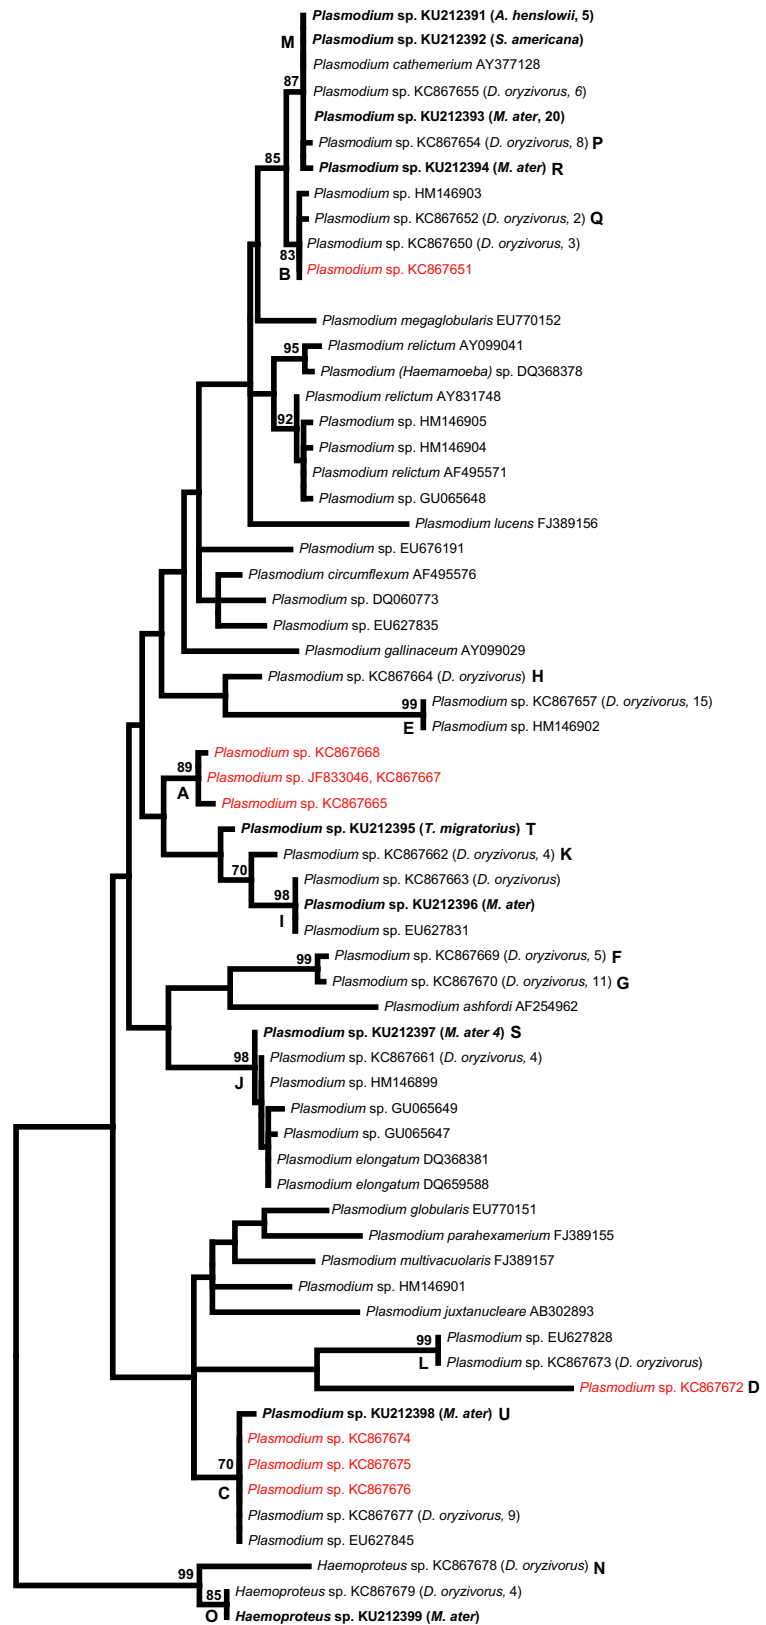 Plasmodium sp. KU212391 (A. henslowii, 5)
Plasmodium sp. KU212392 (S. americana)
M
Plasmodium cathemerium AY377128
87
Plasmodium sp. KC867655 (D. oryzivorus, 6)
Plasmodium sp. KU212393 (M. ater, 20)
Plasmodium sp. KC867654 (D. oryzivorus, 8) P
85
Plasmodium sp. KU212394 (M. ater) R
Plasmodium sp. HM146903
Plasmodium sp. KC867652 (D. oryzivorus, 2) Q
Plasmodium sp. KC867650 (D. oryzivorus, 3)
83
B
Plasmodium sp. KC867651
Plasmodium megaglobularis EU770152
95
Plasmodium relictum AY099041
Plasmodium (Haemamoeba) sp. DQ368378
Plasmodium relictum AY831748
92
Plasmodium sp. HM146905
Plasmodium sp. HM146904
Plasmodium relictum AF495571
Plasmodium sp. GU065648
Plasmodium lucens FJ389156
Plasmodium sp. EU676191
Plasmodium circumflexum AF495576
Plasmodium sp. DQ060773
Plasmodium sp. EU627835
Plasmodium gallinaceum AY099029
Plasmodium sp. KC867664 (D. oryzivorus) H
99
Plasmodium sp. KC867657 (D. oryzivorus, 15)
E
Plasmodium sp. HM146902
Plasmodium sp. KC867668
89
Plasmodium sp. JF833046, KC867667
A
Plasmodium sp. KC867665
Plasmodium sp. KU212395 (T. migratorius) T
Plasmodium sp. KC867662 (D. oryzivorus, 4) K
70
Plasmodium sp. KC867663 (D. oryzivorus)
98
Plasmodium sp. KU212396 (M. ater)
I
Plasmodium sp. EU627831
99
Plasmodium sp. KC867669 (D. oryzivorus, 5) F
Plasmodium sp. KC867670 (D. oryzivorus, 11) G
Plasmodium ashfordi AF254962
Plasmodium sp. KU212397 (M. ater 4) S
98
Plasmodium sp. KC867661 (D. oryzivorus, 4)
J
Plasmodium sp. HM146899
Plasmodium sp. GU065649
Plasmodium sp. GU065647
Plasmodium elongatum DQ368381
Plasmodium elongatum DQ659588
Plasmodium globularis EU770151
Plasmodium parahexamerium FJ389155
Plasmodium multivacuolaris FJ389157
Plasmodium sp. HM146901
Plasmodium juxtanucleare AB302893
99
Plasmodium sp. EU627828
L
Plasmodium sp. KC867673 (D. oryzivorus)
Plasmodium sp. KC867672 D
Plasmodium sp. KU212398 (M. ater) U
Plasmodium sp. KC867674
70
Plasmodium sp. KC867675
C
Plasmodium sp. KC867676
Plasmodium sp. KC867677 (D. oryzivorus, 9)
Plasmodium sp. EU627845
99
Haemoproteus sp. KC867678 (D. oryzivorus) N
85
Haemoproteus sp. KC867679 (D. oryzivorus, 4)
O
Haemoproteus sp. KU212399 (M. ater)